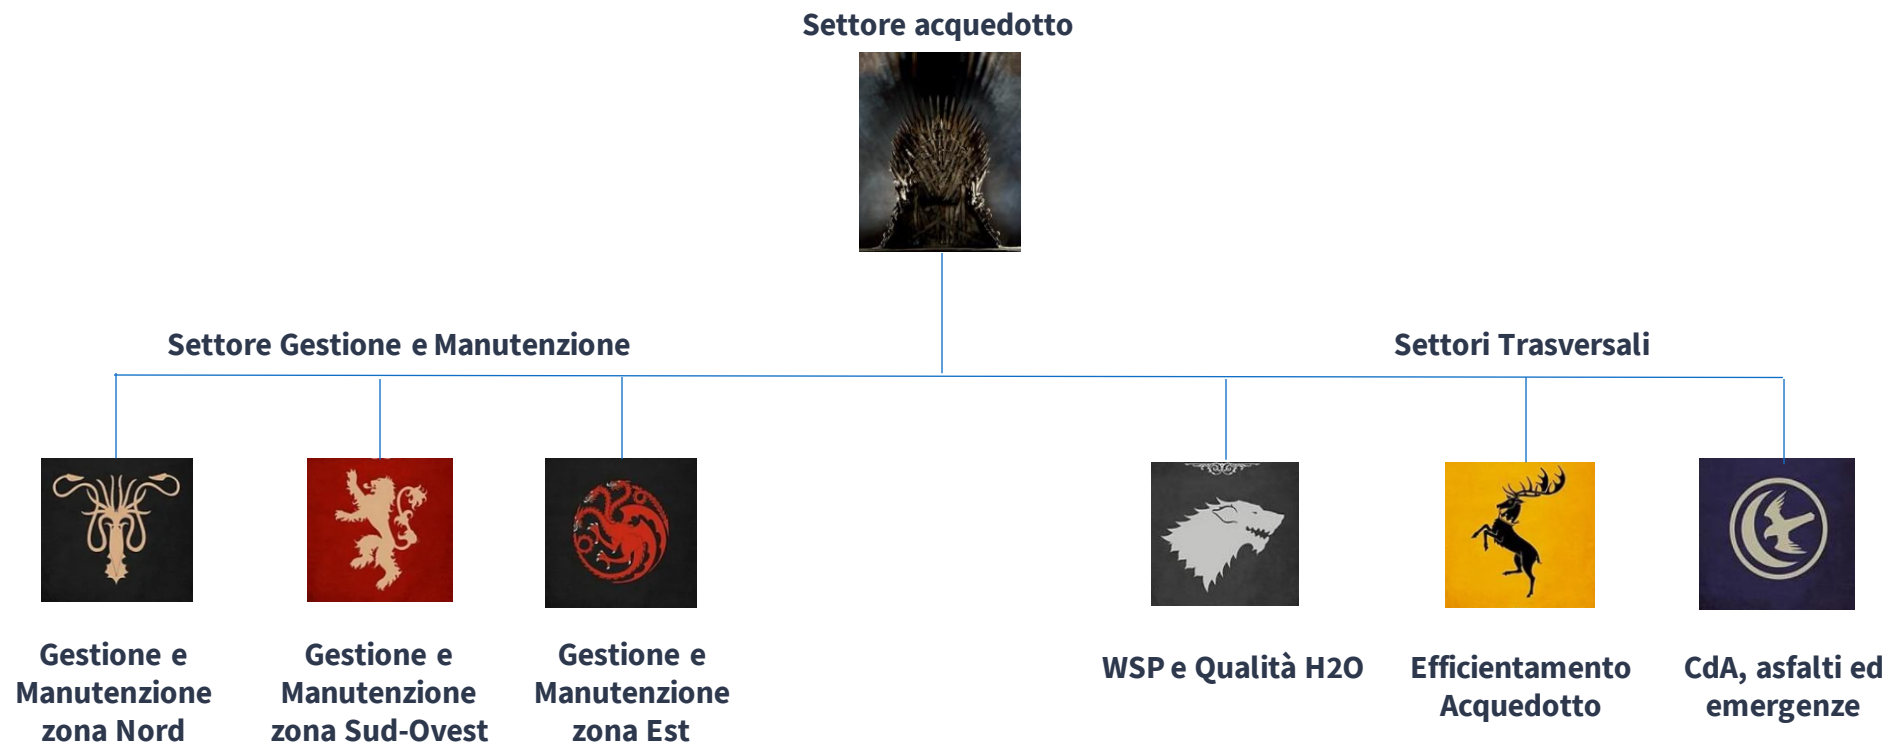 Settore acquedotto
Settore Gestione e Manutenzione
Settori Trasversali
Gestione e
Manutenzione
zona Nord
Gestione e
Manutenzione
zona Sud-Ovest
Gestione e
Manutenzione
zona Est
WSP e Qualità H2O
Efficientamento
Acquedotto
CdA, asfalti ed
emergenze